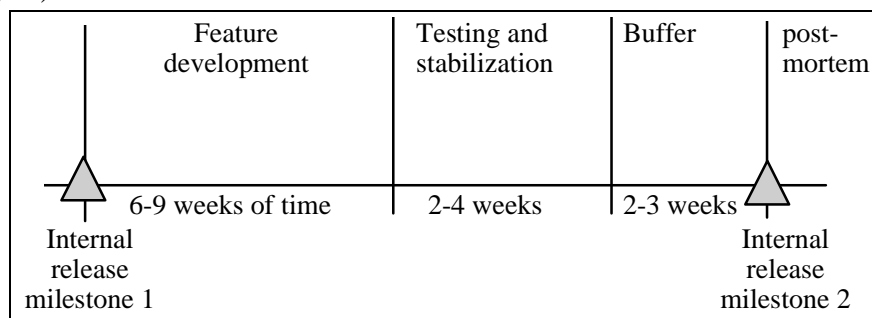 Feature
development
Testing and
stabilization
Buffer
post-
mortem
6-9 weeks of time
2-4 weeks
2-3 weeks
Internal
release
milestone 1
Internal
release
milestone 2